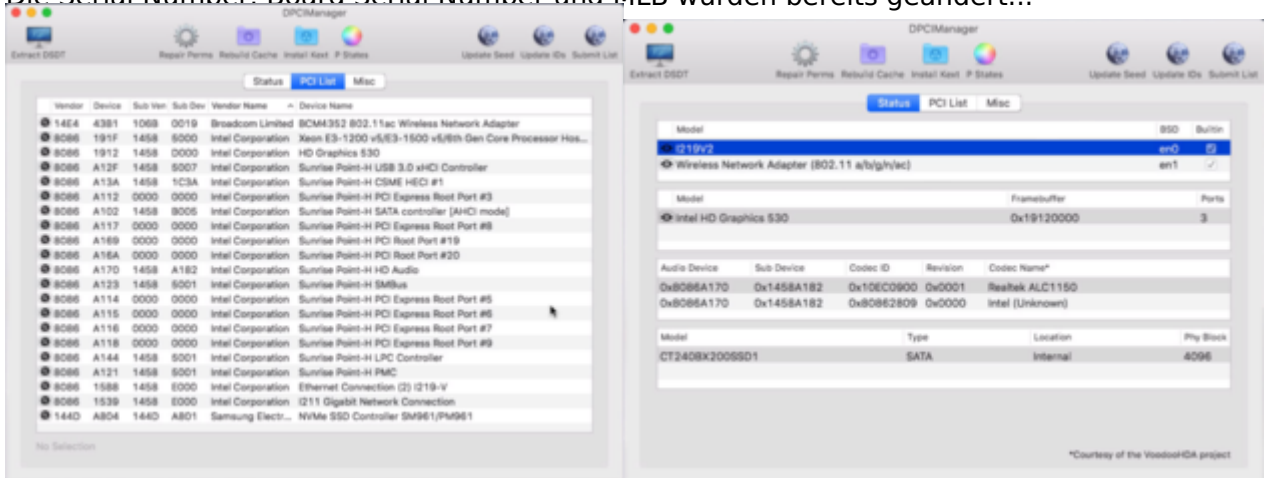 Die Serial Number, Board Serial Number und MLB wurden bereits geändert...
DPCIManager
Extract DSDT Repair Perms Rebuild Cache Install Kext P States Update Seed Update IDs Submit List
Status PCI List Misc
Vendor Device Sub Ven Sub Dev Vendor Name Device Name
14E4 4381 106B 0019 Broadcom Limited BCM4352 802.11ac Wireless Network Adapter
8086 191F 1458 5000 Intel Corporation Xeon E3-1200 v5/E3-1500 v5/6th Gen Core Processor Hos...
8086 1912 1458 D000 Intel Corporation HD Graphics 530
8086 A12F 1458 5007 Intel Corporation Sunrise Point-H USB 3.0 xHCI Controller
8086 A13A 1458 1C3A Intel Corporation Sunrise Point-H CSME HECI #1
8086 A112 0000 0000 Intel Corporation Sunrise Point-H PCI Express Root Port #3
8086 A102 1458 B005 Intel Corporation Sunrise Point-H SATA controller [AHCI mode]
8086 A117 0000 0000 Intel Corporation Sunrise Point-H PCI Express Root Port #8
8086 A169 0000 0000 Intel Corporation Sunrise Point-H PCI Root Port #19
8086 A16A 0000 0000 Intel Corporation Sunrise Point-H PCI Root Port #20
8086 A170 1458 A182 Intel Corporation Sunrise Point-H HD Audio
8086 A123 1458 5001 Intel Corporation Sunrise Point-H SMBus
8086 A114 0000 0000 Intel Corporation Sunrise Point-H PCI Express Root Port #5
8086 A115 0000 0000 Intel Corporation Sunrise Point-H PCI Express Root Port #6
8086 A116 0000 0000 Intel Corporation Sunrise Point-H PCI Express Root Port #7
8086 A118 0000 0000 Intel Corporation Sunrise Point-H PCI Express Root Port #9
8086 A144 1458 5001 Intel Corporation Sunrise Point-H LPC Controller
8086 A121 1458 5001 Intel Corporation Sunrise Point-H PMC
8086 15B8 1458 E000 Intel Corporation Ethernet Connection (2) I219-V
8086 1539 1458 E000 Intel Corporation I211 Gigabit Network Connection
144D A804 144D A801 Samsung Electr... NVMe SSD Controller SM961/PM961
No Selection
DPCIManager
Extract DSDT Repair Perms Rebuild Cache Install Kext P States Update Seed Update IDs Submit List
Status PCI List Misc
Model BSD Builtin
I219V2 en0
Wireless Network Adapter (802.11 a/b/g/n/ac) en1
Model Framebuffer Ports
Intel HD Graphics 530 0x19120000 3
Audio Device Sub Device Codec ID Revision Codec Name*
0x8086A170 0x1458A182 0x10EC0900 0x0001 Realtek ALC1150
0x8086A170 0x1458A182 0x80862809 0x0000 Intel (Unknown)
Model Type Location Phy Block
CT240BX200SSD1 SATA Internal 4096
*Courtesy of the VoodooHDA project